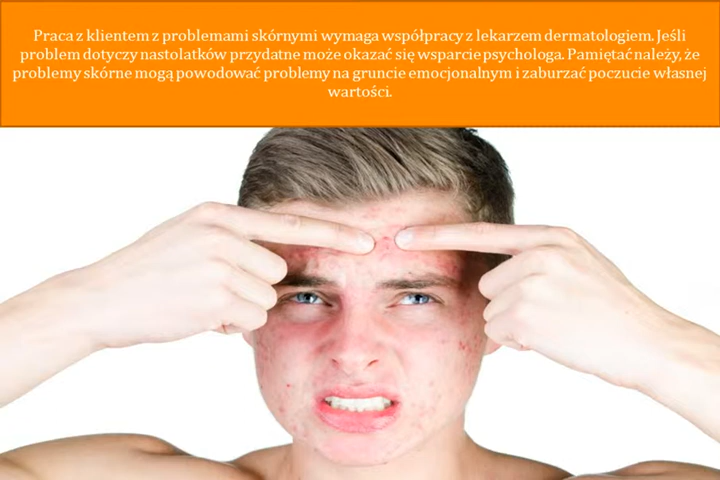 Praca z klientem z problemami skórnymi wymaga współpracy z lekarzem dermatologiem. Jeśli
problem dotyczy nastolatków przydatne może okazać się wsparcie psychologa. Pamiętać należy, że
problemy skórne mogą powodować problemy na gruncie emocjonalnym i zaburzać poczucie własnej
wartości.